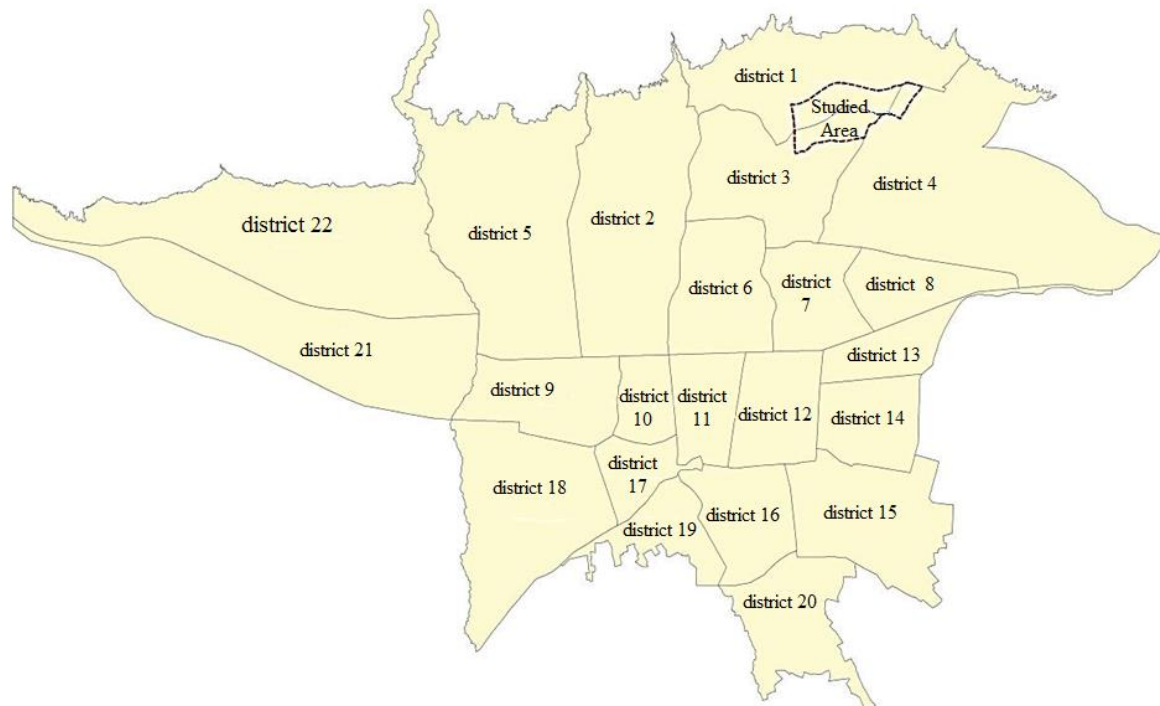 district 1
Studied
Area
district 3
district 4
district 2
district 22
district 5
district 6
district
7
district 8
district 21
district 13
district 9
district
10
district
11
district 12
district 14
district
17
district 18
district 16
district 15
district 19
district 20